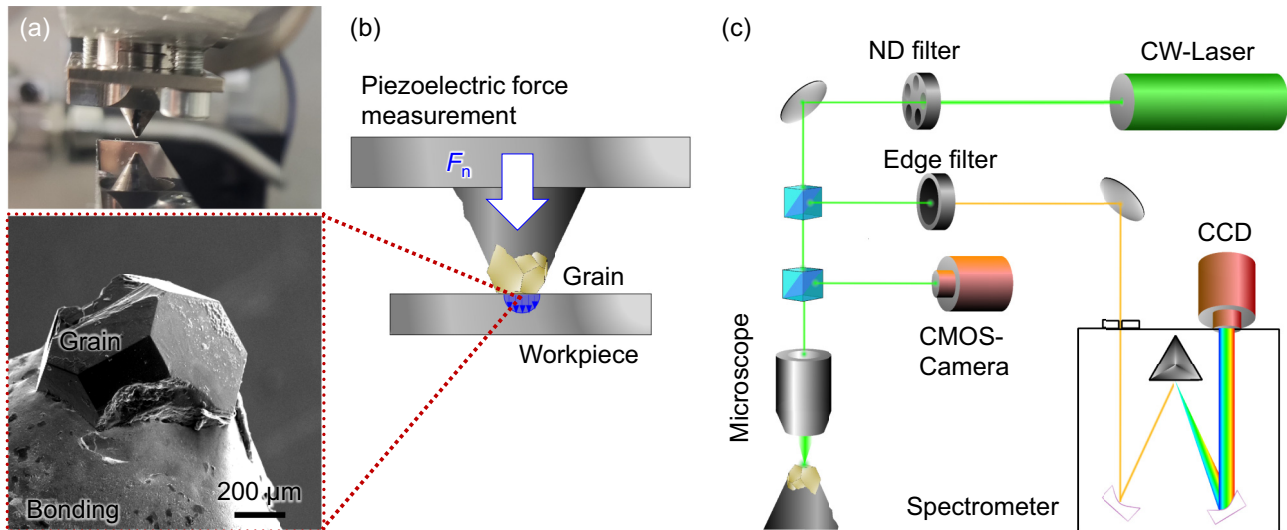 (a)
Grain
Bonding
200 µm
(b)
Piezoelectric force
measurement
Fn
Grain
Workpiece
(c)
ND filter
CW-Laser
Edge filter
CCD
CMOS-
Camera
Microscope
Spectrometer